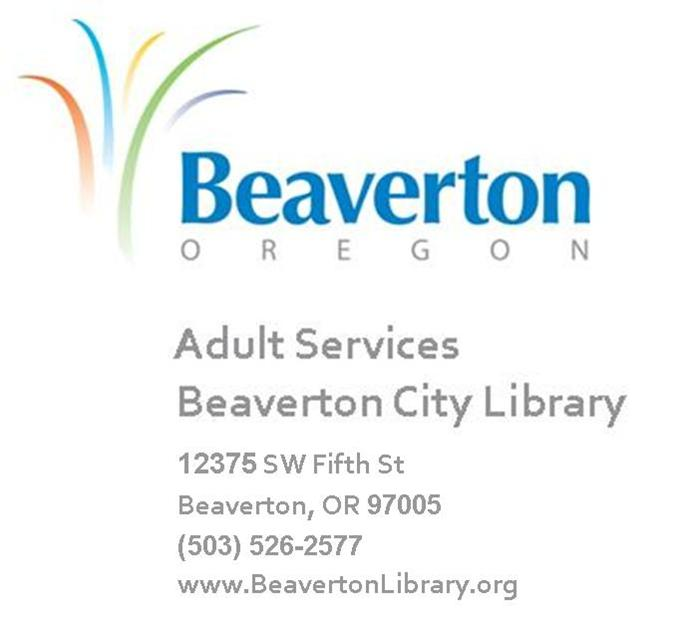 Beaverton
OREGON
Adult Services
Beaverton City Library
12375 SW Fifth St
Beaverton, OR 97005
(503) 526-2577
www.BeavertonLibrary.org